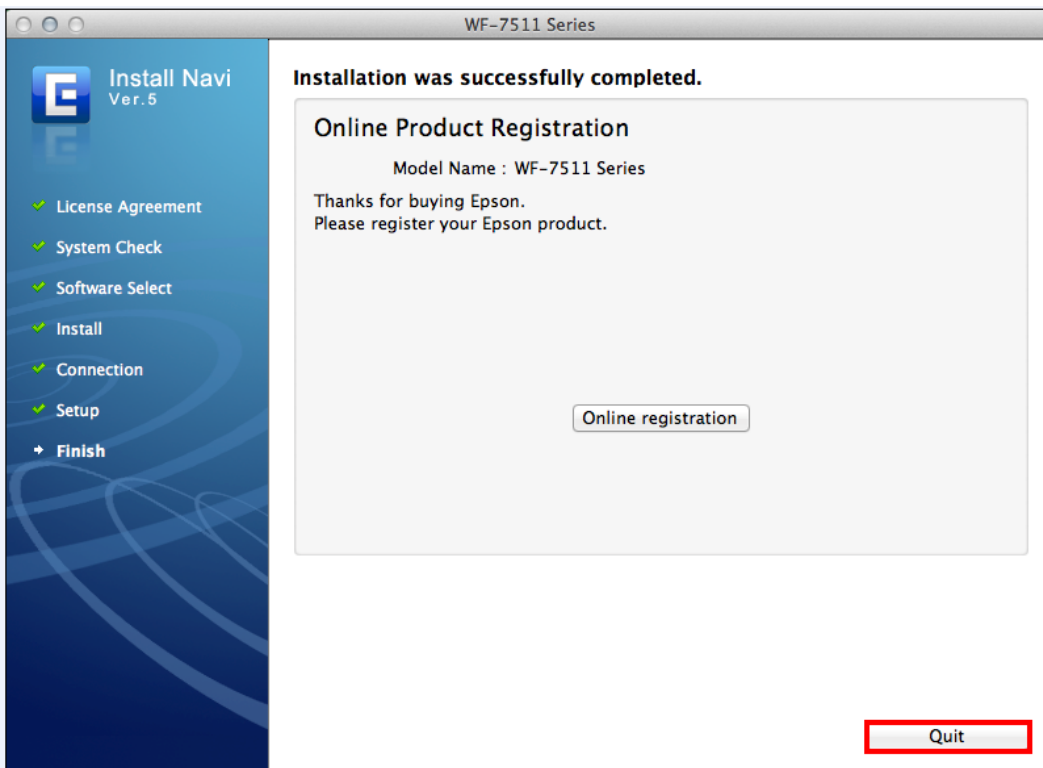 WF-7511 Series
Install Navi
Ver.5
License Agreement
System Check
Software Select
Install
Connection
Setup
Finish
Installation was successfully completed.
Online Product Registration
Model Name : WF-7511 Series
Thanks for buying Epson.
Please register your Epson product.
Online registration
Quit